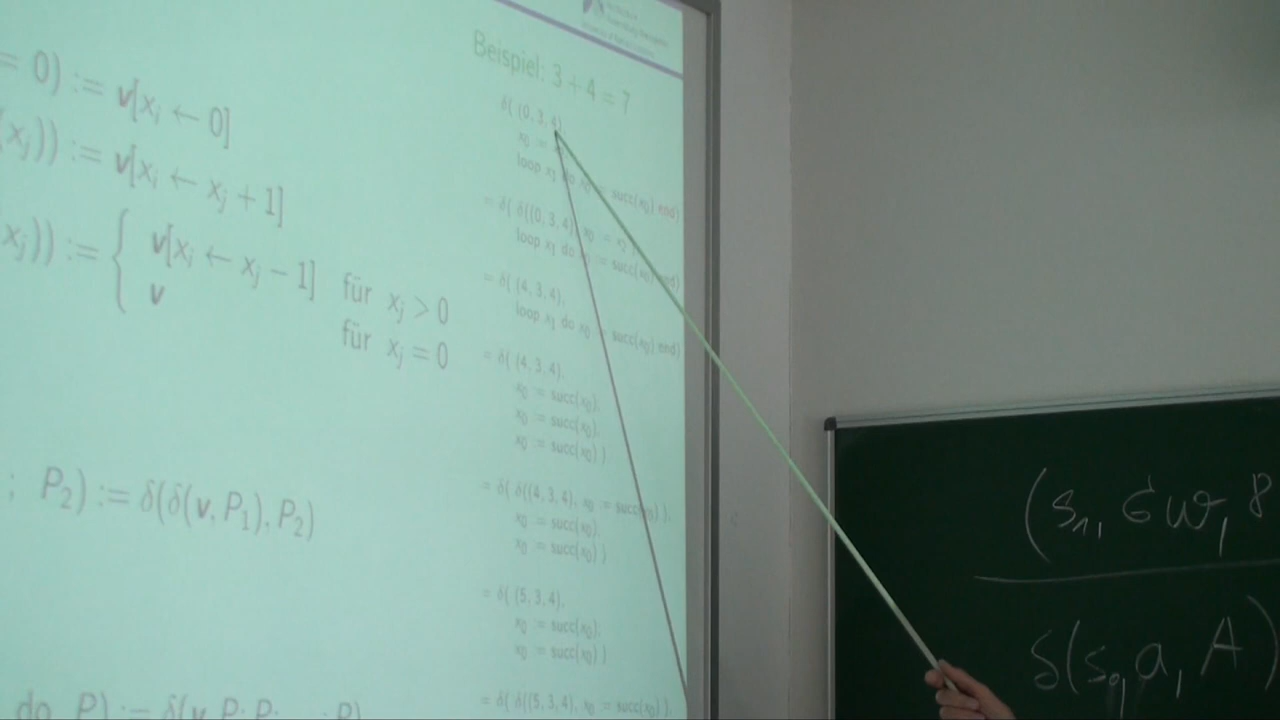 = 0) := v[xᵢ ← 0]
xⱼ)) := v[xᵢ ← xⱼ + 1]
xⱼ)) := { v[xᵢ ← xⱼ − 1] für xⱼ > 0
v für xⱼ = 0
; P₂) := δ(δ(v, P₁), P₂)
do P) := δ(v, P; P;
Beispiel: 3 + 4 = 7
δ( (0, 3, 4),
x₀ :=
loop x₁ do x₀ := succ(x₀) end)
= δ( δ((0, 3, 4), x₀ := x₂
loop x₁ do := succ(x₀) end)
= δ( (4, 3, 4),
loop x₁ do x₀ := succ(x₀) end)
= δ( (4, 3, 4),
x₀ := succ(x₀);
x₀ := succ(x₀);
x₀ := succ(x₀) )
= δ( δ((4, 3, 4), x₀ := succ(x₀) ),
x₀ := succ(x₀);
x₀ := succ(x₀) )
= δ( (5, 3, 4),
x₀ := succ(x₀);
x₀ := succ(x₀) )
= δ( δ((5, 3, 4), x₀ := succ(x₀) ),
(s₁,
δ(s, a, A)